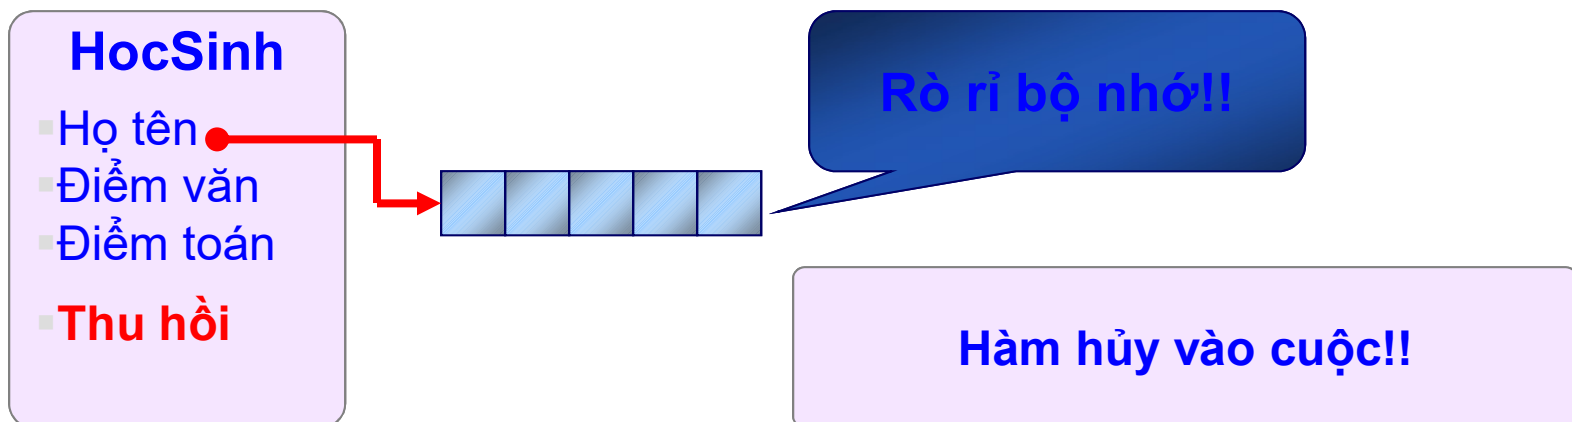 HocSinh
Họ tên
Điểm văn
Điểm toán
Thu hồi
Rò rỉ bộ nhớ!!
Hàm hủy vào cuộc!!